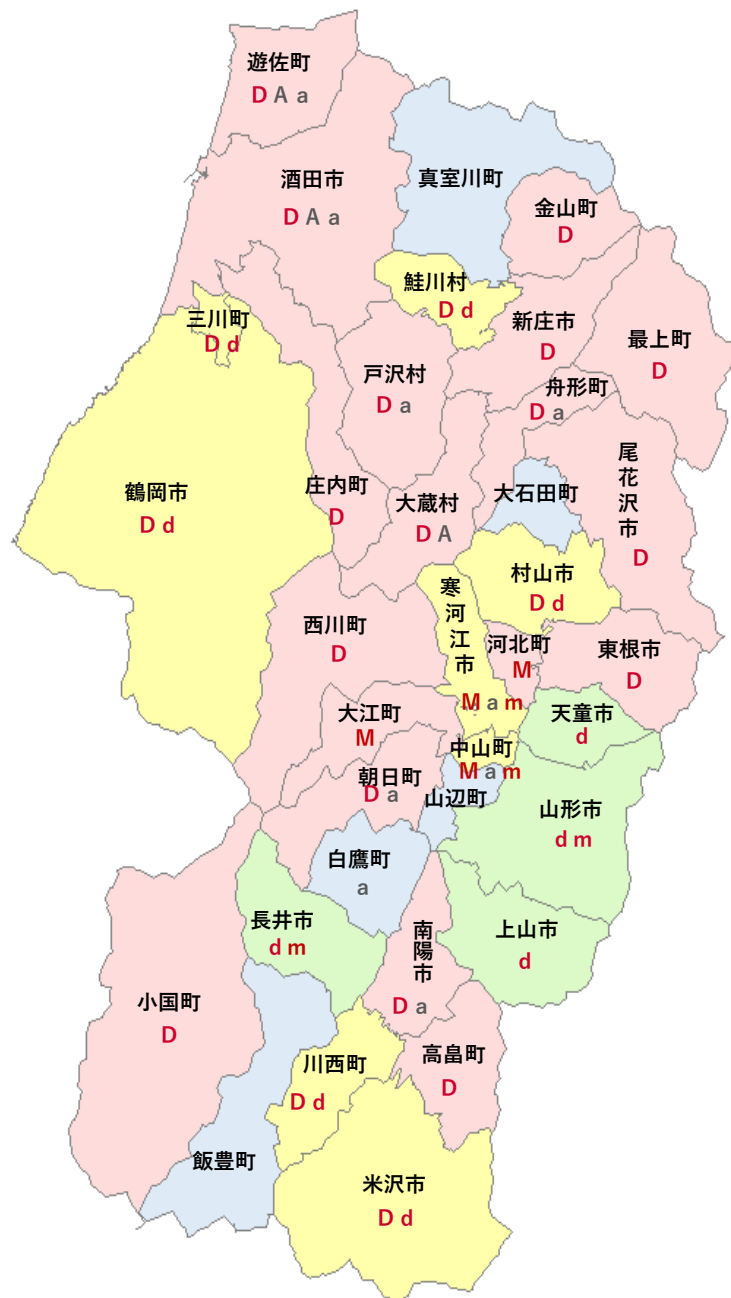 遊佐町
D A a
酒田市
D A a
真室川町
金山町
D
鮭川村
D d
三川町
D d
新庄市
D
最上町
D
戸沢村
D a
舟形町
D a
尾花沢市
D
鶴岡市
D d
庄内町
D
大蔵村
D A
大石田町
村山市
D d
寒河江市
M a m
西川町
D
河北町
M
東根市
D
大江町
M
天童市
d
中山町
M a m
朝日町
D a
山辺町
山形市
d m
白鷹町
a
長井市
d m
南陽市
D a
上山市
d
小国町
D
高畠町
D
川西町
D d
飯豊町
米沢市
D d